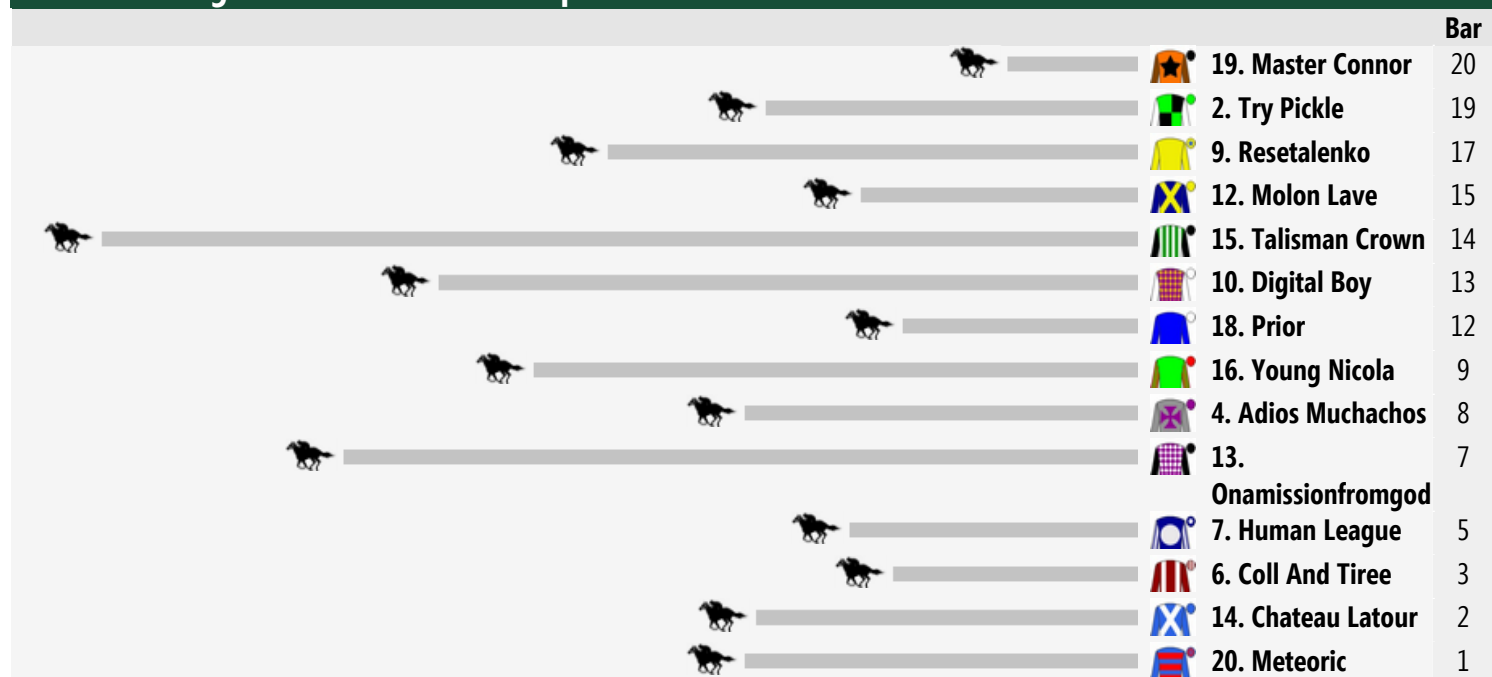 Bar
19. Master Connor 20
2. Try Pickle 19
9. Resetalenko 17
12. Molon Lave 15
15. Talisman Crown 14
10. Digital Boy 13
18. Prior 12
16. Young Nicola 9
4. Adios Muchachos 8
13. 7
Onamissionfromgod
7. Human League 5
6. Coll And Tiree 3
14. Chateau Latour 2
20. Meteoric 1